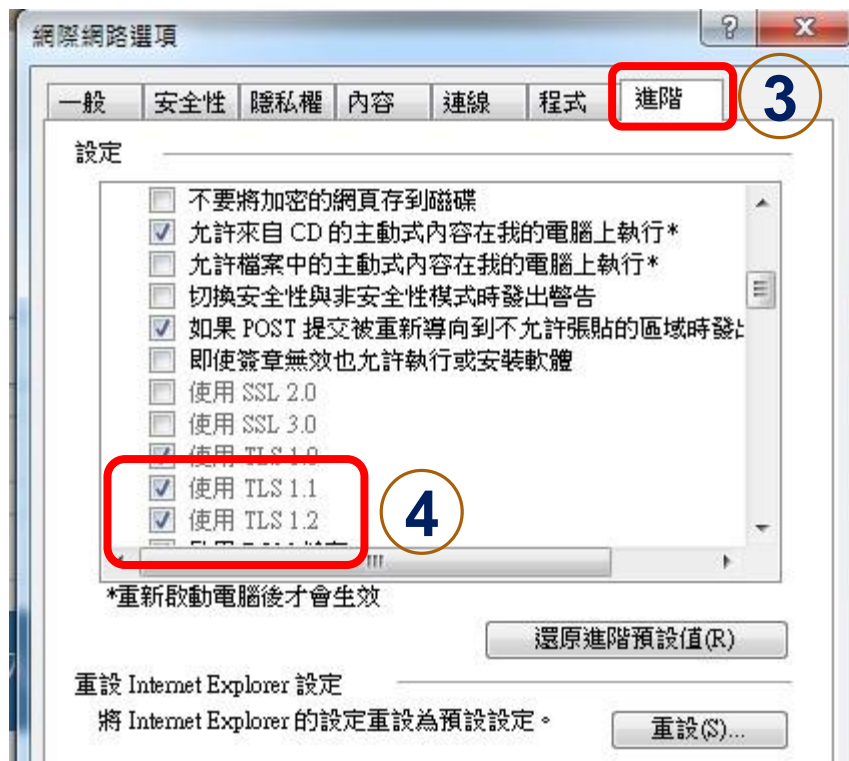 網際網路選項
一般 安全性 隱私權 內容 連線 程式 進階 3
設定
不要將加密的網頁存到磁碟
允許來自 CD 的主動式內容在我的電腦上執行*
允許檔案中的主動式內容在我的電腦上執行*
切換安全性與非安全性模式時發出警告
如果 POST 提交被重新導向到不允許張貼的區域時發出
即使簽章無效也允許執行或安裝軟體
使用 SSL 2.0
使用 SSL 3.0
使用 TLS 1.0
使用 TLS 1.1
使用 TLS 1.2
4
*重新啟動電腦後才會生效
還原進階預設值(R)
重設 Internet Explorer 設定
將 Internet Explorer 的設定重設為預設設定。
重設(S)...